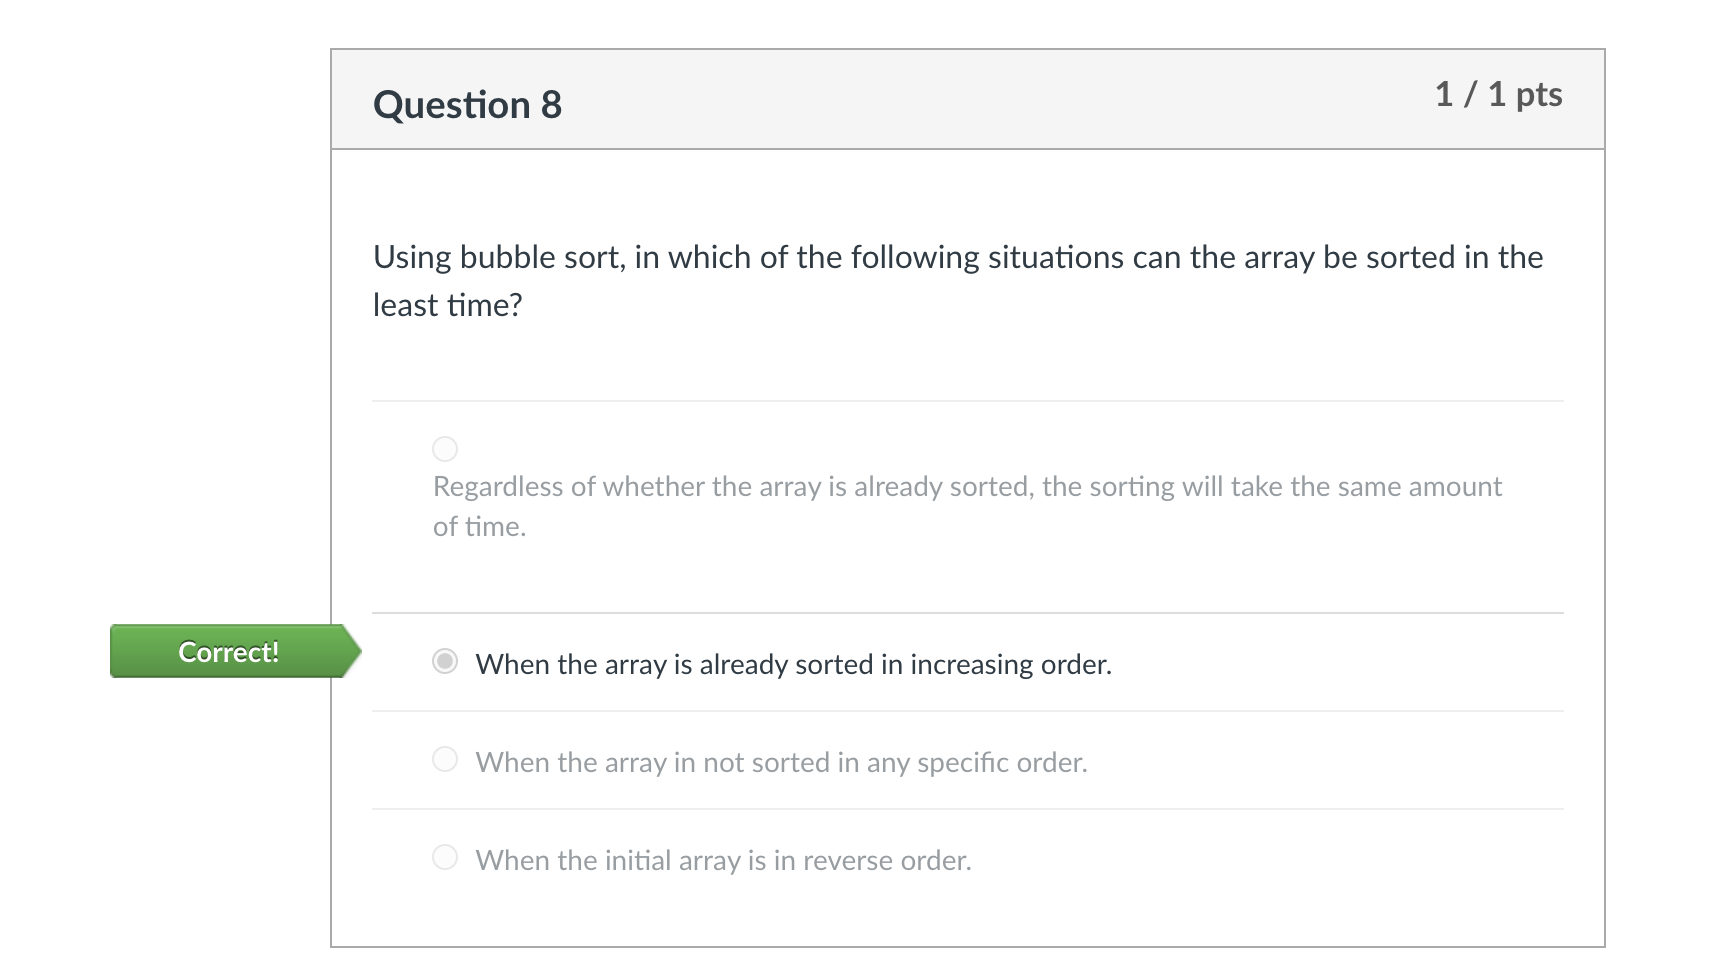 Question 8
1 / 1 pts
Using bubble sort, in which of the following situations can the array be sorted in the
least time?
Regardless of whether the array is already sorted, the sorting will take the same amount
of time.
Correct!
When the array is already sorted in increasing order.
When the array in not sorted in any specific order.
When the initial array is in reverse order.